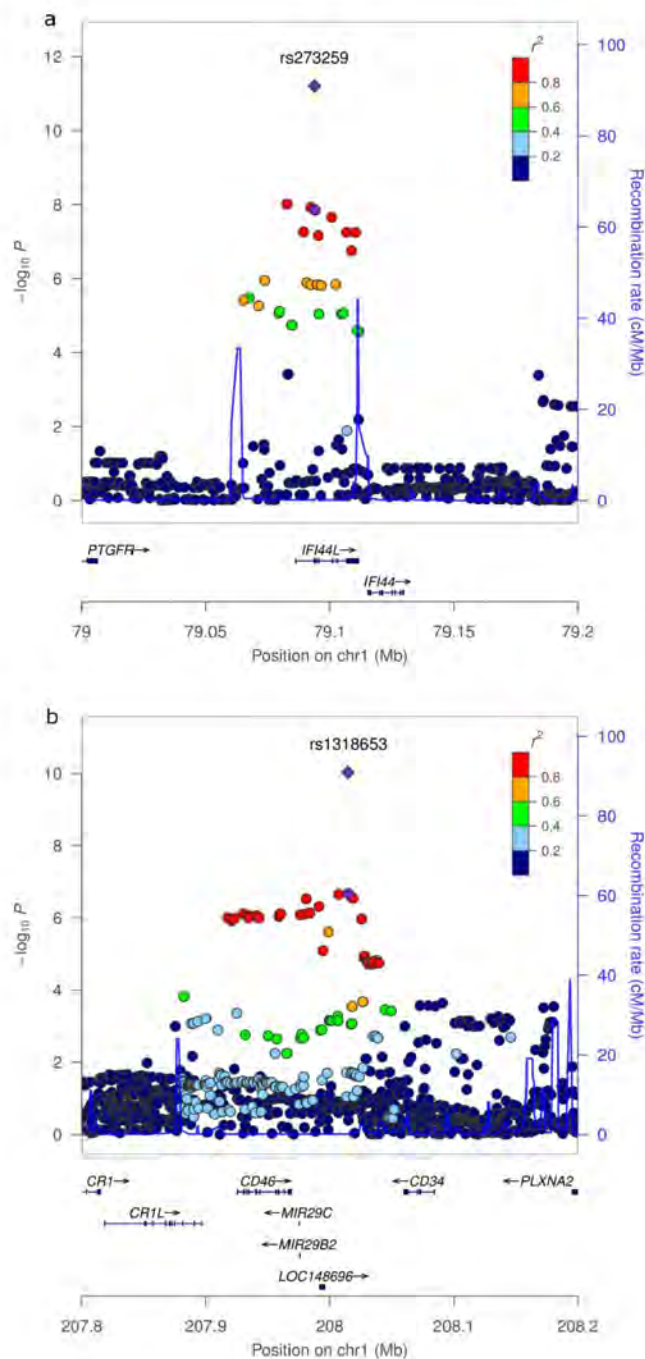 a
12
10
8
6
4
2
0
−log10 P
rs273259
r2
0.8
0.6
0.4
0.2
100
80
60
40
20
0
Recombination rate (cM/Mb)
PTGFR→
IFI44L→
IFI44→
79
79.05
79.1
79.15
79.2
Position on chr1 (Mb)
b
10
8
6
4
2
0
−log10 P
rs1318653
r2
0.8
0.6
0.4
0.2
100
80
60
40
20
0
Recombination rate (cM/Mb)
CR1→
CD46→
←CD34
←PLXNA2
CR1L→
←MIR29C
←MIR29B2
LOC148696→
207.8
207.9
208
208.1
208.2
Position on chr1 (Mb)